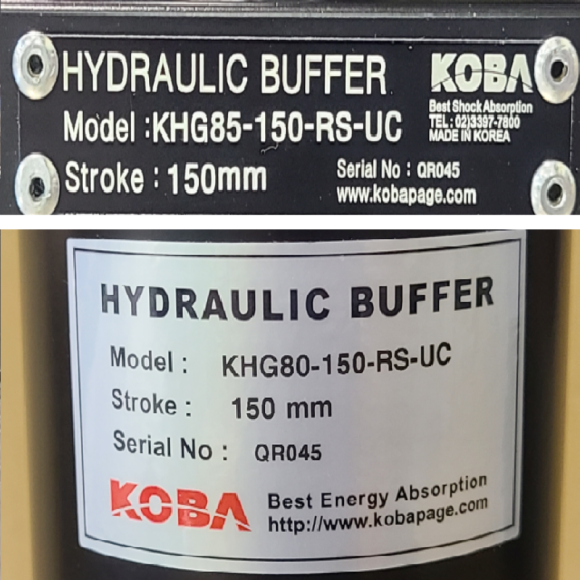 HYDRAULIC BUFFER
KOBA
Best Shock Absorption
TEL : 02)3397-7800
MADE IN KOREA
Model :KHG85-150-RS-UC
Stroke : 150mm
Serial No : QR045
www.kobapage.com
HYDRAULIC BUFFER
Model : KHG80-150-RS-UC
Stroke : 150 mm
Serial No : QR045
KOBA
Best Energy Absorption
http://www.kobapage.com